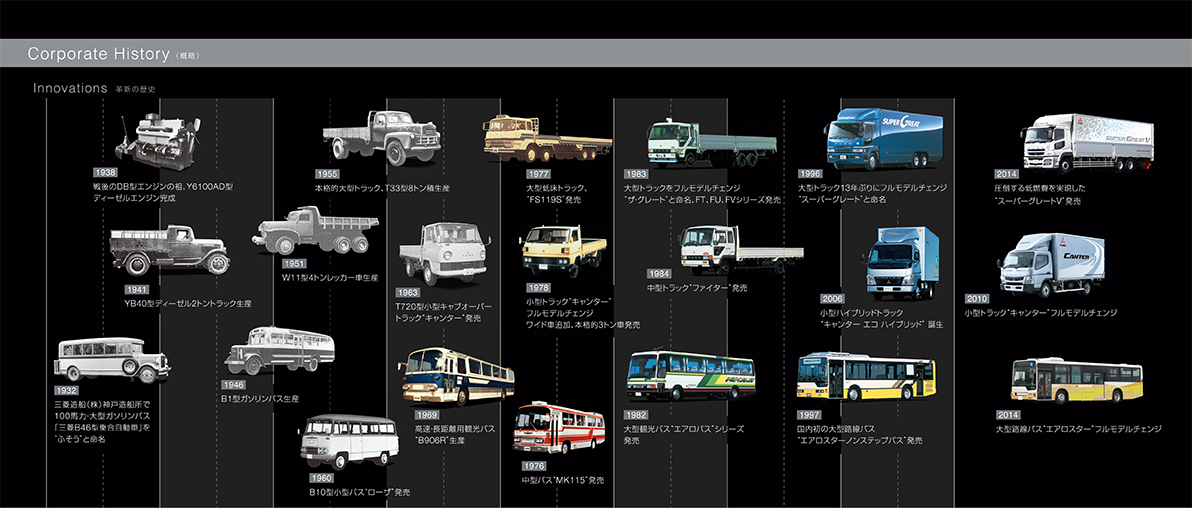 Corporate History（概略）
Innovations 革新の歴史
1938
戦後のDB型エンジンの祖、Y6100AD型
ディーゼルエンジン完成
1955
本格的大型トラック、T33型8トン積生産
1977
大型低床トラック、
"FS119S"発売
1983
大型トラックをフルモデルチェンジ
"ザ・グレート"と命名、FT、FU、FVシリーズ発売
SUPER GREAT
1996
大型トラック13年ぶりにフルモデルチェンジ
"スーパーグレート"と命名
SUPER GREAT V
2014
圧倒する低燃費を実現した
"スーパーグレートV"発売
1941
YB40型ディーゼル2トントラック生産
1951
W11型4トンレッカー車生産
1963
T720型小型キャブオーバー
トラック"キャンター"発売
1978
小型トラック"キャンター"
フルモデルチェンジ
ワイド車追加、本格的3トン車発売
1984
中型トラック"ファイター"発売
2006
小型ハイブリッドトラック
"キャンター エコ ハイブリッド" 誕生
CANTER
2010
小型トラック"キャンター"フルモデルチェンジ
1932
三菱造船（株）神戸造船所で
100馬力・大型ガソリンバス
「三菱B46型乗合自動車」を
"ふそう"と命名
1946
B1型ガソリンバス生産
1960
B10型小型バス"ローザ"発売
1969
高速・長距離用観光バス
"B906R"生産
1976
中型バス"MK115"発売
AEROBUS
1982
大型観光バス"エアロバス"シリーズ
発売
1997
国内初の大型路線バス
"エアロスターノンステップバス"発売
2014
大型路線バス"エアロスター"フルモデルチェンジ